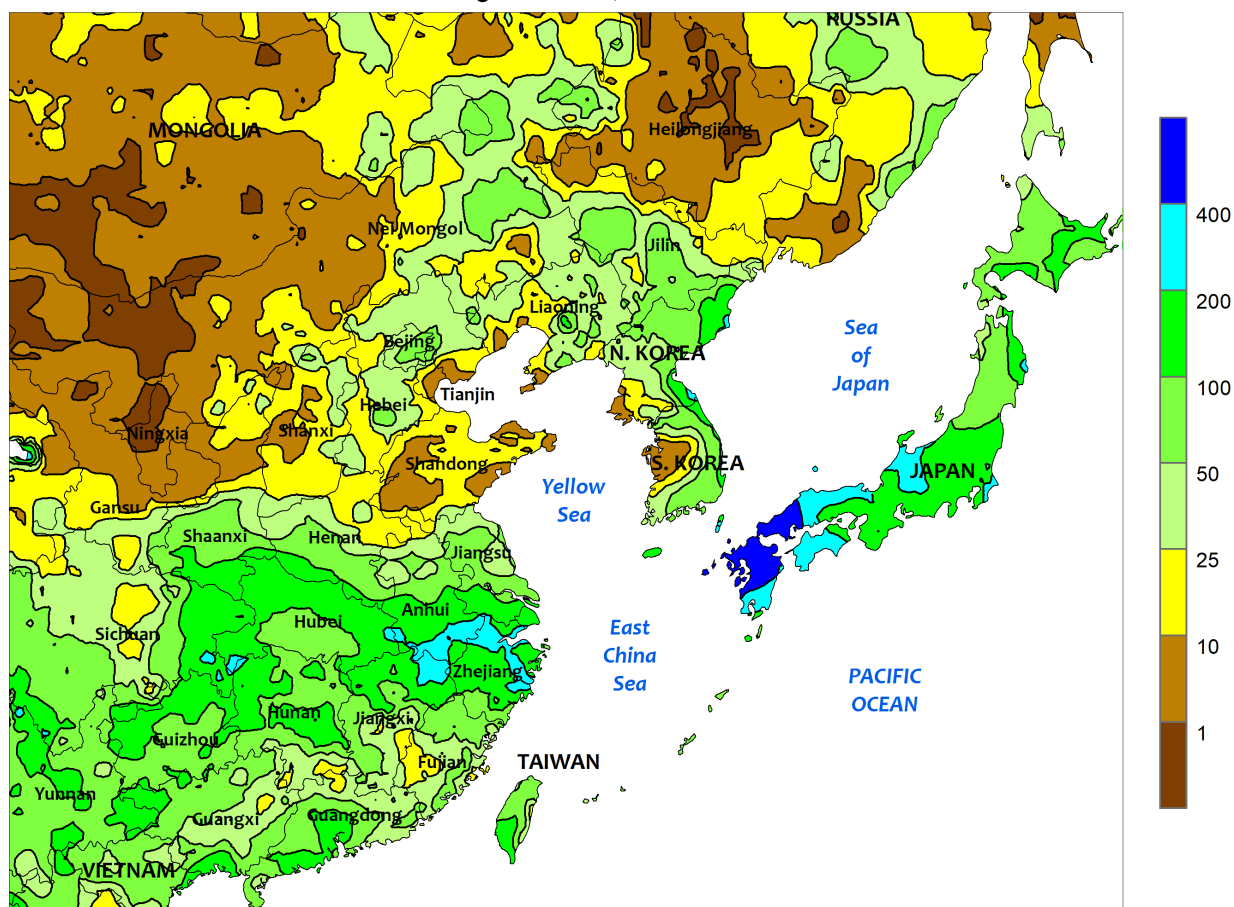 RUSSIA
MONGOLIA
Heilongjiang
400
Nei Mongol
Jilin
200
Liaoning
Sea
of
Japan
Bejing
N. KOREA
Tianjin
100
Hebei
Ningxia
Shanxi
Shandong
S. KOREA
JAPAN
50
Yellow
Sea
Gansu
Shaanxi
Henan
Jiangsu
25
Anhui
Hubei
Sichuan
East
China
Sea
10
Zhejiang
PACIFIC
OCEAN
Hunan
Jiangxi
1
Guizhou
Fujian
TAIWAN
Yunnan
Guangxi
Guangdong
VIETNAM